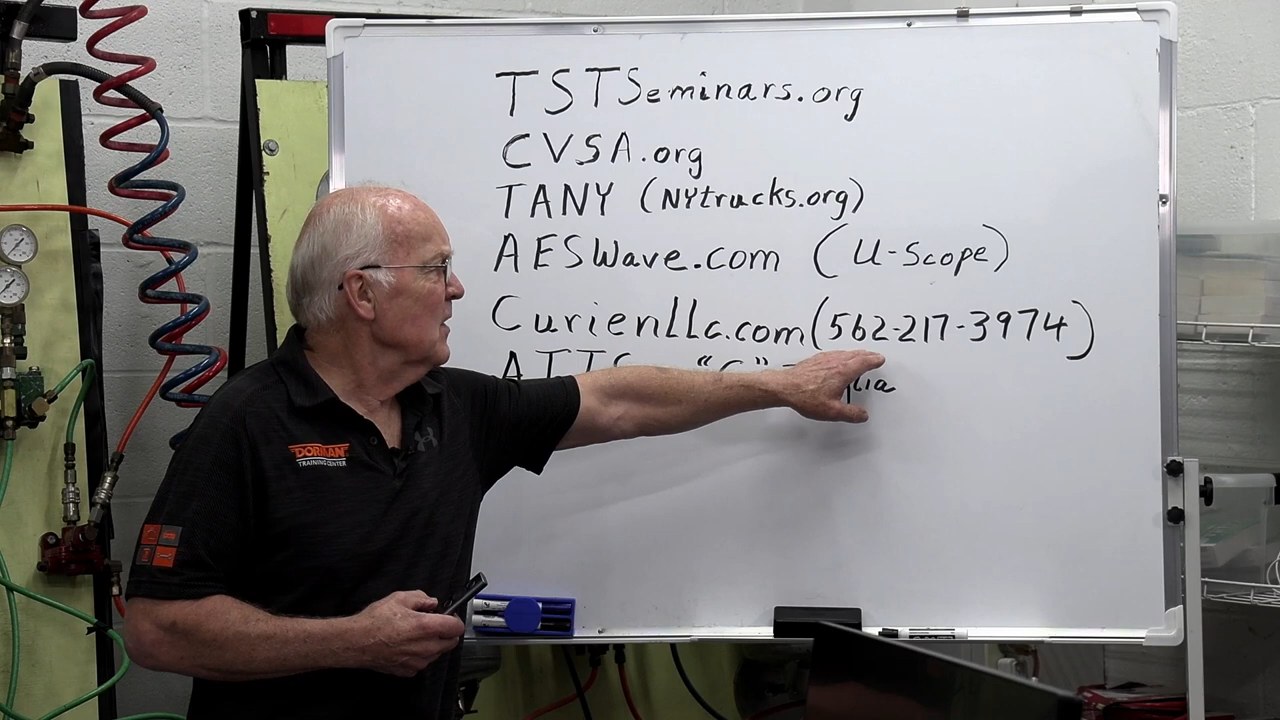 TSTSeminars.org
CVSA.org
TANY (NYtrucks.org)
AESWave.com (U-Scope)
Curienllc.com (562-217-3974)
"G"
DORMAN
TRAINING CENTER